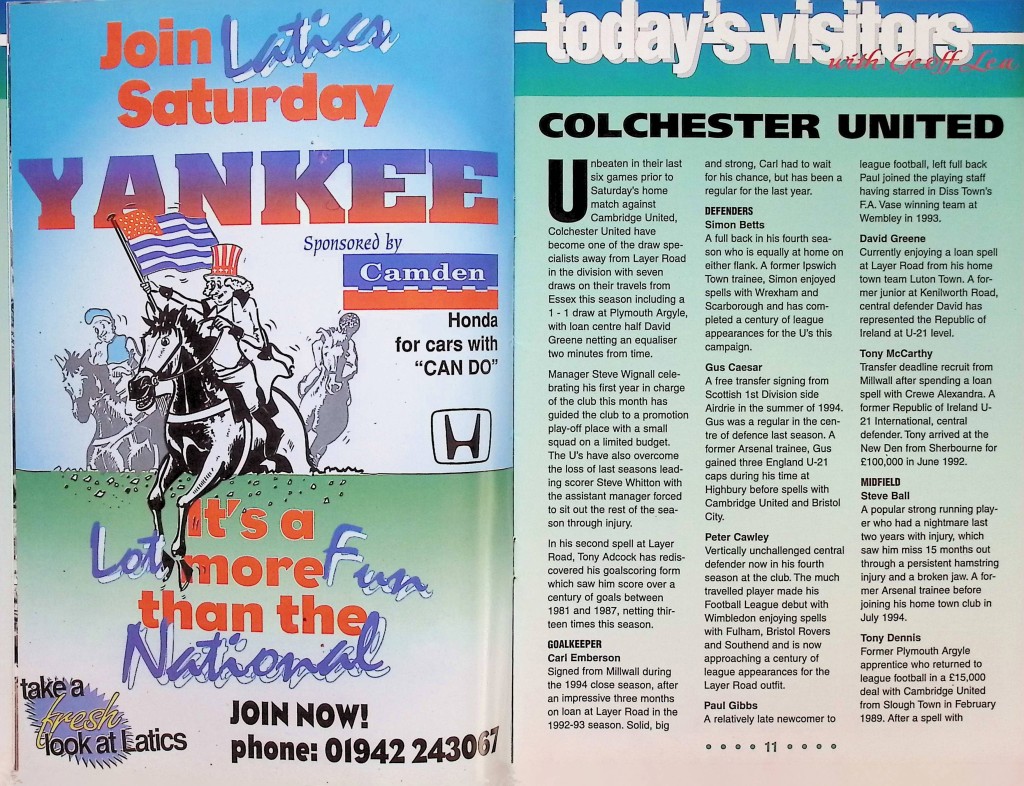 Join Latics
Saturday
YANKEE
Sponsored by
Camden
Honda
for cars with
“CAN DO”
It's a
Lot more Fun
than the
National
take a
fresh
look at Latics
JOIN NOW!
phone: 01942 243067
today's visitors
with Geoff Lea
COLCHESTER UNITED
Unbeaten in their last
six games prior to
Saturday's home
match against
Cambridge United,
Colchester United have
become one of the draw spe-
cialists away from Layer Road
in the division with seven
draws on their travels from
Essex this season including a
1 - 1 draw at Plymouth Argyle,
with loan centre half David
Greene netting an equaliser
two minutes from time.
Manager Steve Wignall cele-
brating his first year in charge
of the club this month has
guided the club to a promotion
play-off place with a small
squad on a limited budget.
The U's have also overcome
the loss of last seasons lead-
ing scorer Steve Whitton with
the assistant manager forced
to sit out the rest of the sea-
son through injury.
In his second spell at Layer
Road, Tony Adcock has redis-
covered his goalscoring form
which saw him score over a
century of goals between
1981 and 1987, netting thir-
teen times this season.
GOALKEEPER
Carl Emberson
Signed from Millwall during
the 1994 close season, after
an impressive three months
on loan at Layer Road in the
1992-93 season. Solid, big
and strong, Carl had to wait
for his chance, but has been a
regular for the last year.
DEFENDERS
Simon Betts
A full back in his fourth sea-
son who is equally at home on
either flank. A former Ipswich
Town trainee, Simon enjoyed
spells with Wrexham and
Scarborough and has com-
pleted a century of league
appearances for the U's this
campaign.
Gus Caesar
A free transfer signing from
Scottish 1st Division side
Airdrie in the summer of 1994.
Gus was a regular in the cen-
tre of defence last season. A
former Arsenal trainee, Gus
gained three England U-21
caps during his time at
Highbury before spells with
Cambridge United and Bristol
City.
Peter Cawley
Vertically unchallenged central
defender now in his fourth
season at the club. The much
travelled player made his
Football League debut with
Wimbledon enjoying spells
with Fulham, Bristol Rovers
and Southend and is now
approaching a century of
league appearances for the
Layer Road outfit.
Paul Gibbs
A relatively late newcomer to
league football, left full back
Paul joined the playing staff
having starred in Diss Town's
F.A. Vase winning team at
Wembley in 1993.
David Greene
Currently enjoying a loan spell
at Layer Road from his home
town team Luton Town. A for-
mer junior at Kenilworth Road,
central defender David has
represented the Republic of
Ireland at U-21 level.
Tony McCarthy
Transfer deadline recruit from
Millwall after spending a loan
spell with Crewe Alexandra. A
former Republic of Ireland U-
21 International, central
defender. Tony arrived at the
New Den from Sherbourne for
£100,000 in June 1992.
MIDFIELD
Steve Ball
A popular strong running play-
er who had a nightmare last
two years with injury, which
saw him miss 15 months out
through a persistent hamstring
injury and a broken jaw. A for-
mer Arsenal trainee before
joining his home town club in
July 1994.
Tony Dennis
Former Plymouth Argyle
apprentice who returned to
league football in a £15,000
deal with Cambridge United
from Slough Town in February
1989. After a spell with
11